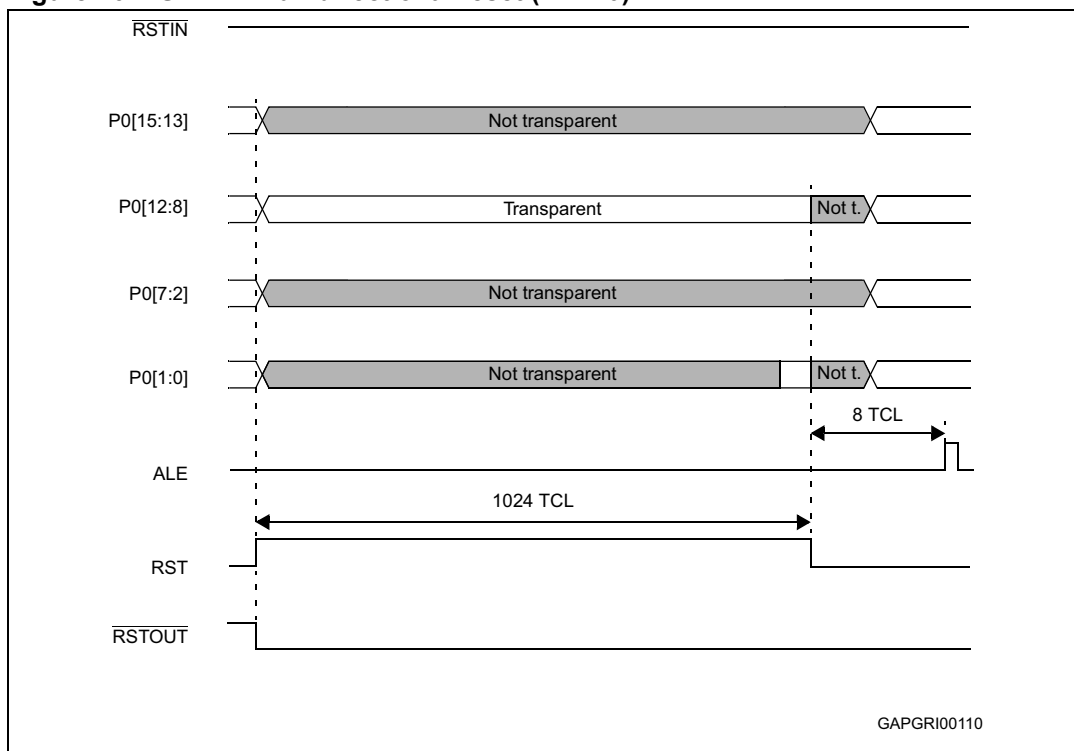 RSTIN
P0[15:13]
Not transparent
P0[12:8]
Transparent
Not t.
P0[7:2]
Not transparent
P0[1:0]
Not transparent
Not t.
8 TCL
ALE
1024 TCL
RST
RSTOUT
GAPGRI00110